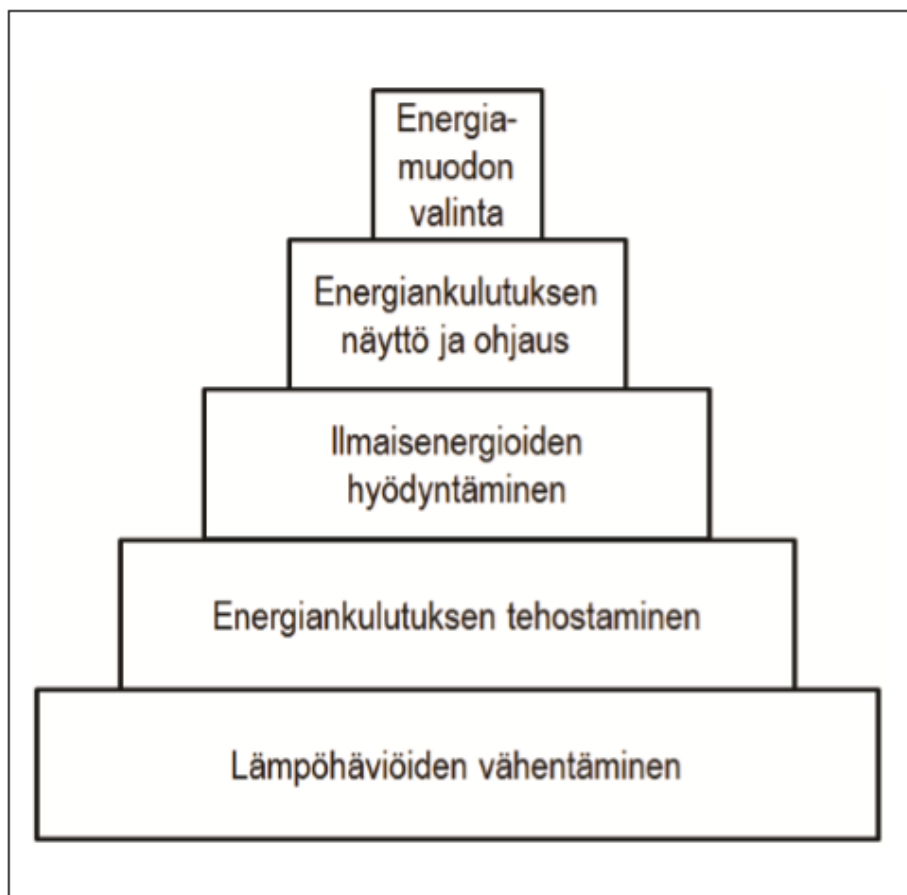 Energia-
muodon
valinta
Energiankulutuksen
näyttö ja ohjaus
Ilmaisenergioiden
hyödyntäminen
Energiankulutuksen tehostaminen
Lämpöhäviöiden vähentäminen